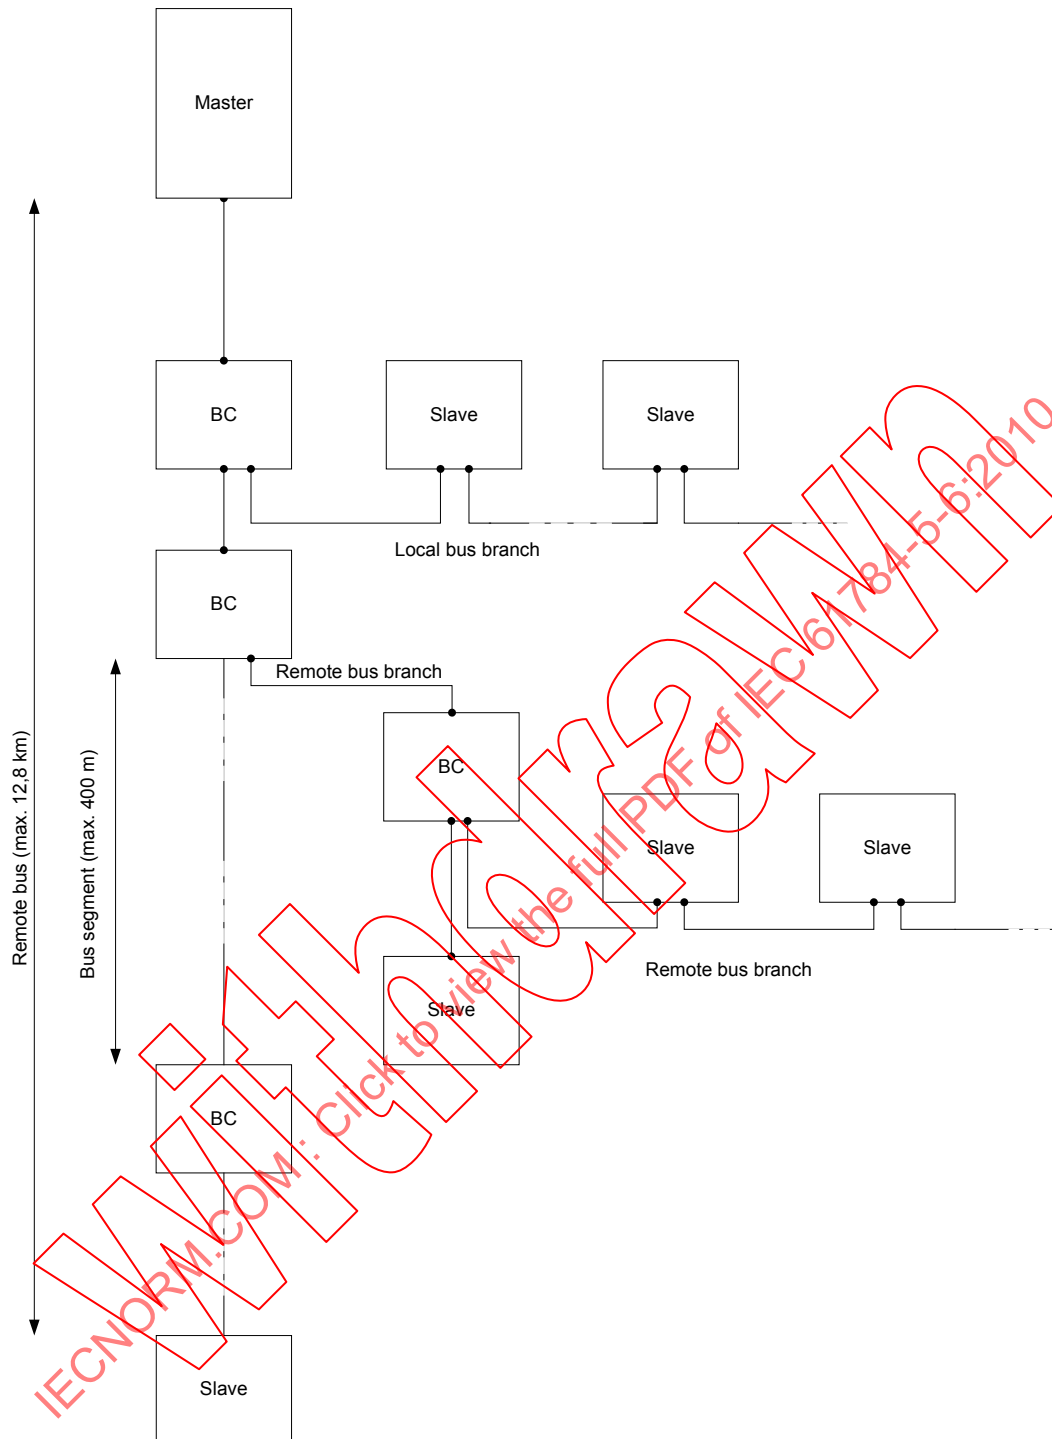 Master
BC
Slave
Slave
Local bus branch
BC
Remote bus branch
BC
Slave
Slave
Remote bus branch
Slave
BC
Slave
Remote bus (max. 12,8 km)
Bus segment (max. 400 m)
Withdrawn
IECNORM.COM : Click to view the full PDF of IEC 61784-5-6:2010